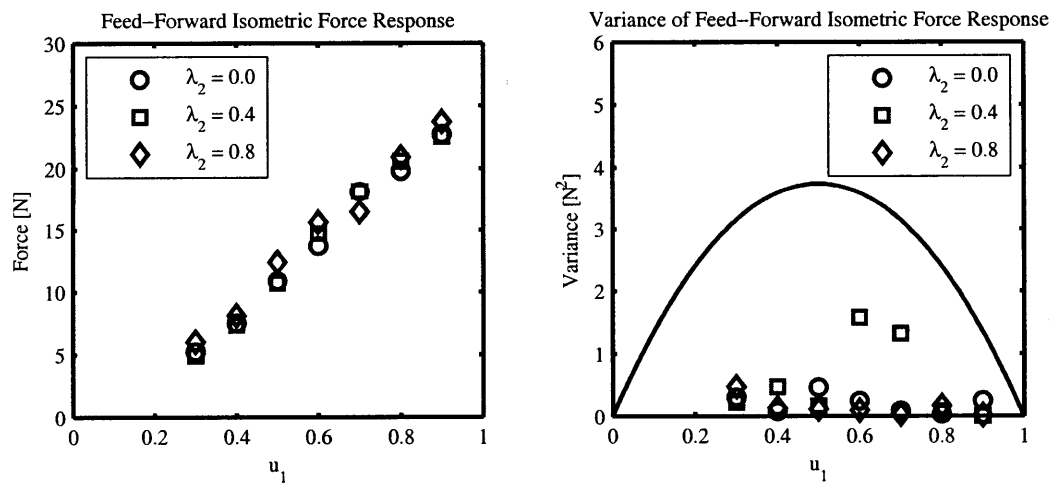 Feed-Forward Isometric Force Response
30
25
20
15
10
5
0
Force [N]
λ2 = 0.0
λ2 = 0.4
λ2 = 0.8
0
0.2
0.4
0.6
0.8
1
u1
Variance of Feed-Forward Isometric Force Response
6
5
4
3
2
1
0
Variance [N²]
λ2 = 0.0
λ2 = 0.4
λ2 = 0.8
0
0.2
0.4
0.6
0.8
1
u1